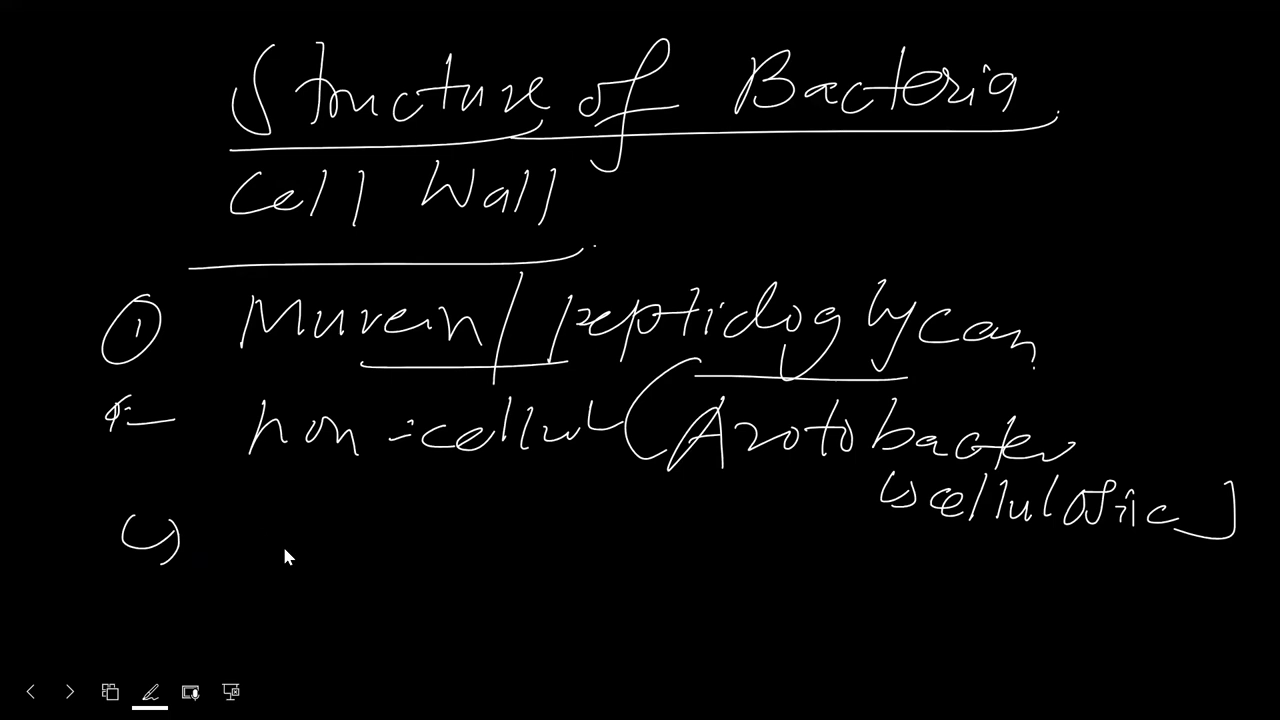 Structure of Bacteria
Cell Wall
① Murein/peptidoglycan
non-cellul (Azotobacter
↳ cellulosic]